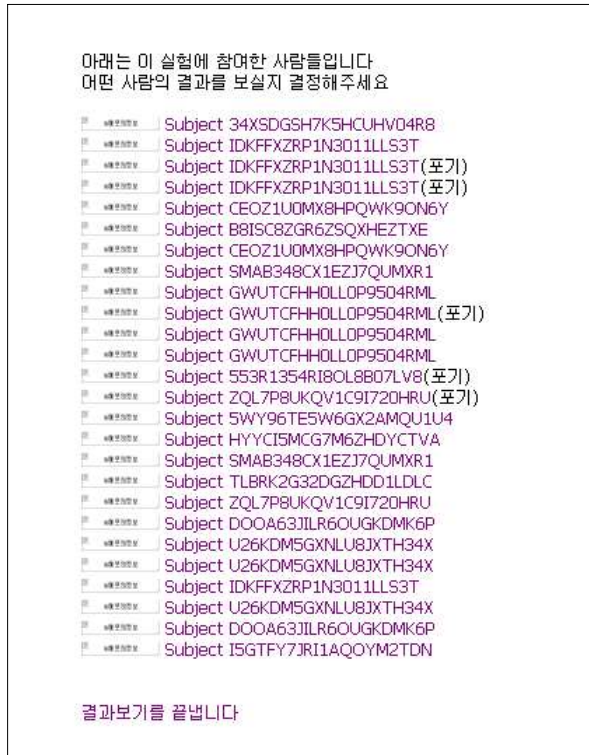 아래는 이 실험에 참여한 사람들입니다
어떤 사람의 결과를 보실지 결정해주세요
Subject 34XSDGSH7K5HCUHV04R8
Subject IDKFFXZRP1N3011LLS3T
Subject IDKFFXZRP1N3011LLS3T(포기)
Subject IDKFFXZRP1N3011LLS3T(포기)
Subject CEOZ1U0MX8HPQWK9ON6Y
Subject B8ISC8ZGR6ZSQXHEZTXE
Subject CEOZ1U0MX8HPQWK9ON6Y
Subject SMAB348CX1EZJ7QUMXR1
Subject GWUTCFHH0LL0P9504RML
Subject GWUTCFHH0LL0P9504RML(포기)
Subject GWUTCFHH0LL0P9504RML
Subject GWUTCFHH0LL0P9504RML
Subject 553R1354RI8OL8B07LV8(포기)
Subject ZQL7P8UKQV1C9I720HRU(포기)
Subject 5WY96TE5W6GX2AMQU1U4
Subject HYYCI5MCG7M6ZHDYCTVA
Subject SMAB348CX1EZJ7QUMXR1
Subject TLBRK2G32DGZHDD1LDLC
Subject ZQL7P8UKQV1C9I720HRU
Subject DOOA63JILR6OUGKDMK6P
Subject U26KDM5GXNLU8JXTH34X
Subject U26KDM5GXNLU8JXTH34X
Subject IDKFFXZRP1N3011LLS3T
Subject U26KDM5GXNLU8JXTH34X
Subject DOOA63JILR6OUGKDMK6P
Subject I5GTFY7JRI1AQOYM2TDN
결과보기를 끝냅니다